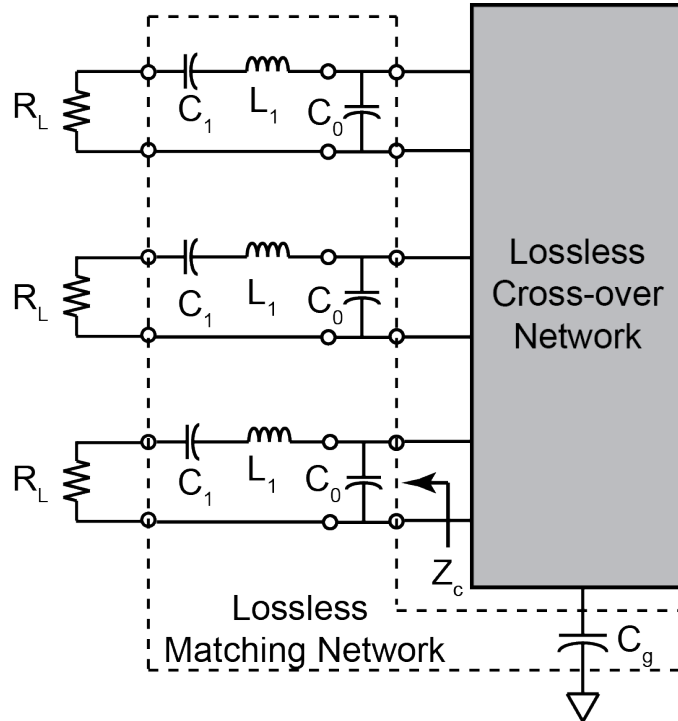 R_L
C_1
L_1
C_0
R_L
C_1
L_1
C_0
Lossless
Cross-over
Network
R_L
C_1
L_1
C_0
Z_c
Lossless
Matching Network
C_g